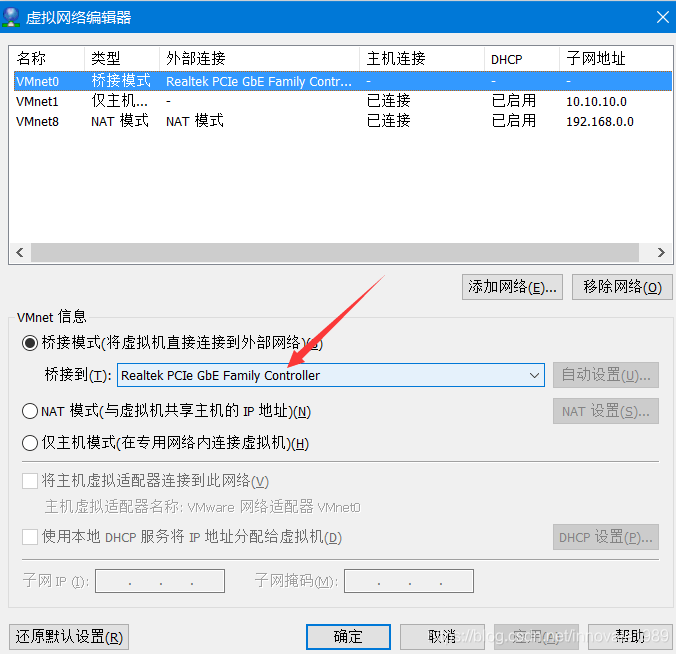 虚拟网络编辑器
名称 类型 外部连接 主机连接 DHCP 子网地址
VMnet0 桥接模式 Realtek PCIe GbE Family Contr... - - -
VMnet1 仅主机... - 已连接 已启用 10.10.10.0
VMnet8 NAT 模式 NAT 模式 已连接 已启用 192.168.0.0
添加网络(E)... 移除网络(O)
VMnet 信息
桥接模式(将虚拟机直接连接到外部网络)(B)
桥接到(T): Realtek PCIe GbE Family Controller 自动设置(U)...
NAT 模式(与虚拟机共享主机的 IP 地址)(N) NAT 设置(S)...
仅主机模式(在专用网络内连接虚拟机)(H)
将主机虚拟适配器连接到此网络(V)
主机虚拟适配器名称: VMware 网络适配器 VMnet0
使用本地 DHCP 服务将 IP 地址分配给虚拟机(D) DHCP 设置(P)...
子网 IP (I): . . . 子网掩码(M): . . .
还原默认设置(R) 确定 取消 应用(A) 帮助